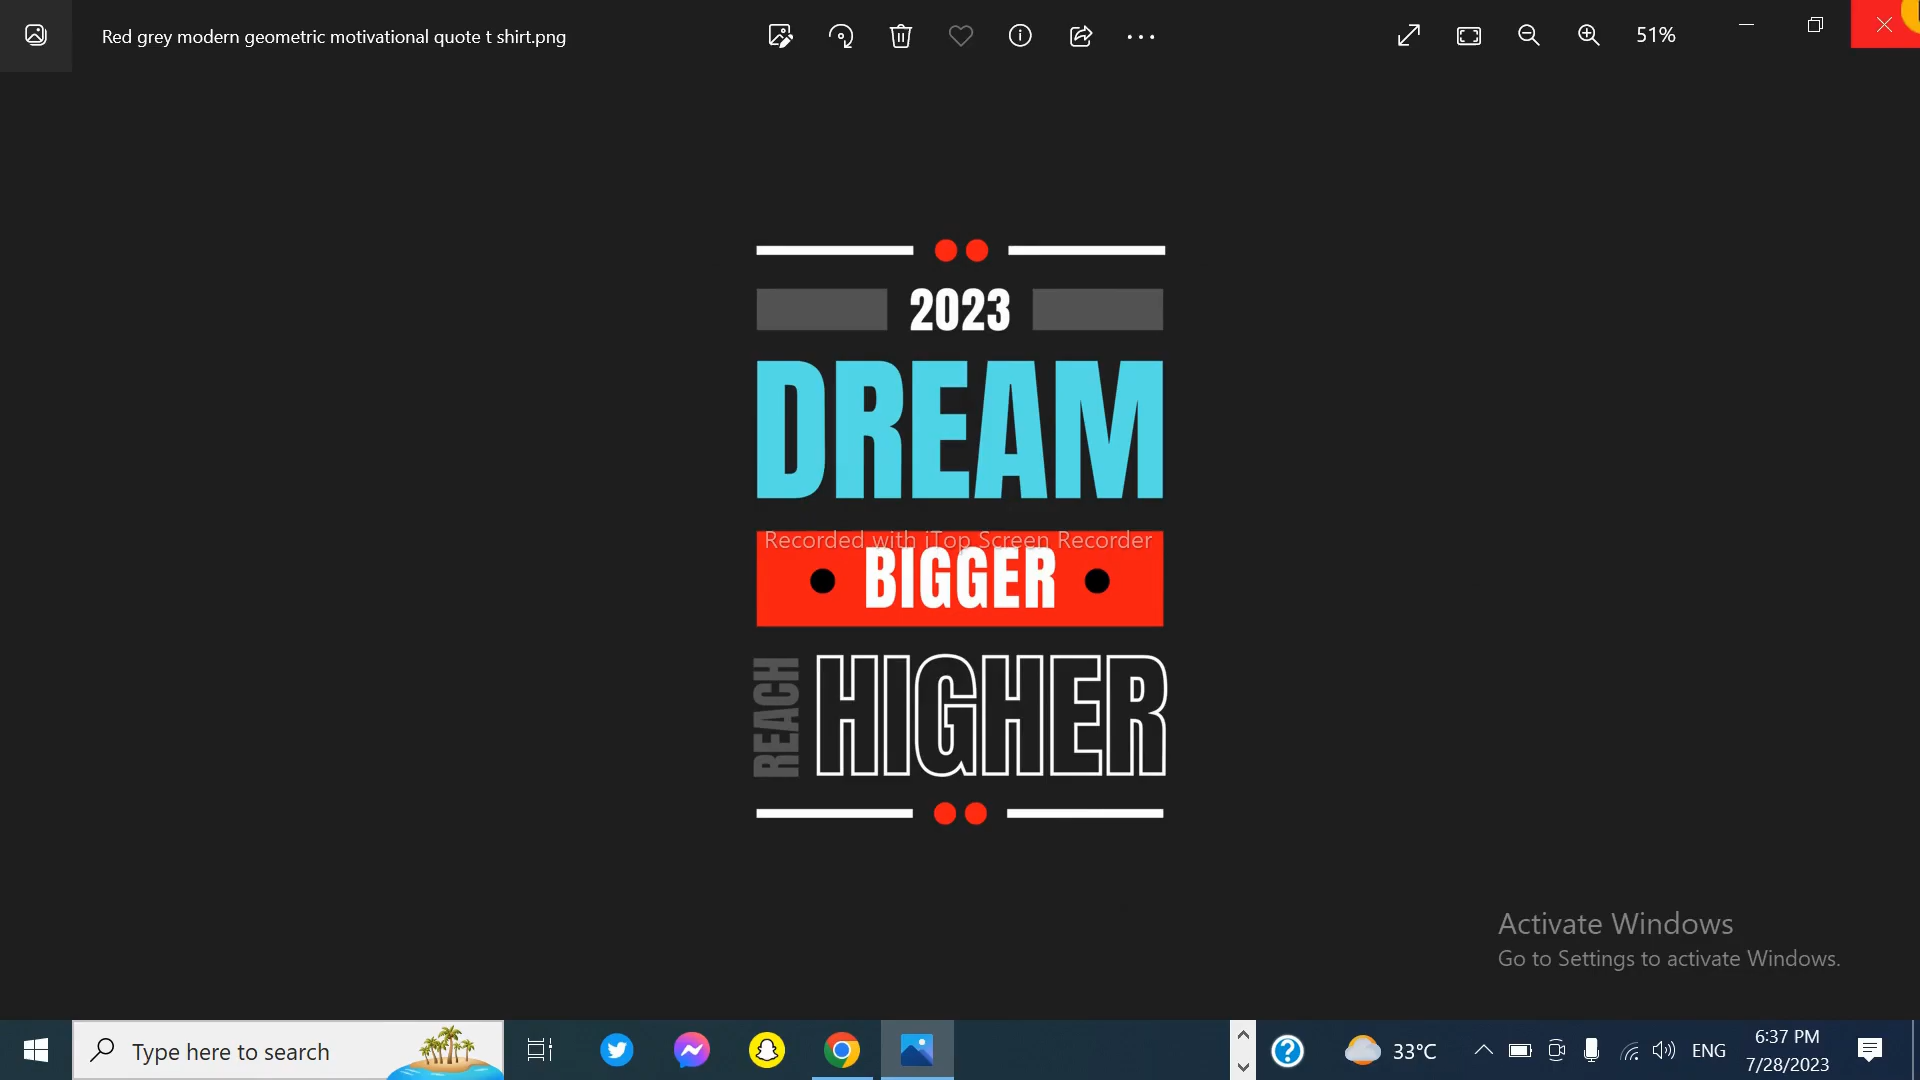 Red grey modern geometric motivational quote t shirt.png
51%
2023
DREAM
Recorded with iTop Screen Recorder
BIGGER
REACH
HIGHER
Activate Windows
Go to Settings to activate Windows.
Type here to search
33°C
ENG
6:37 PM
7/28/2023